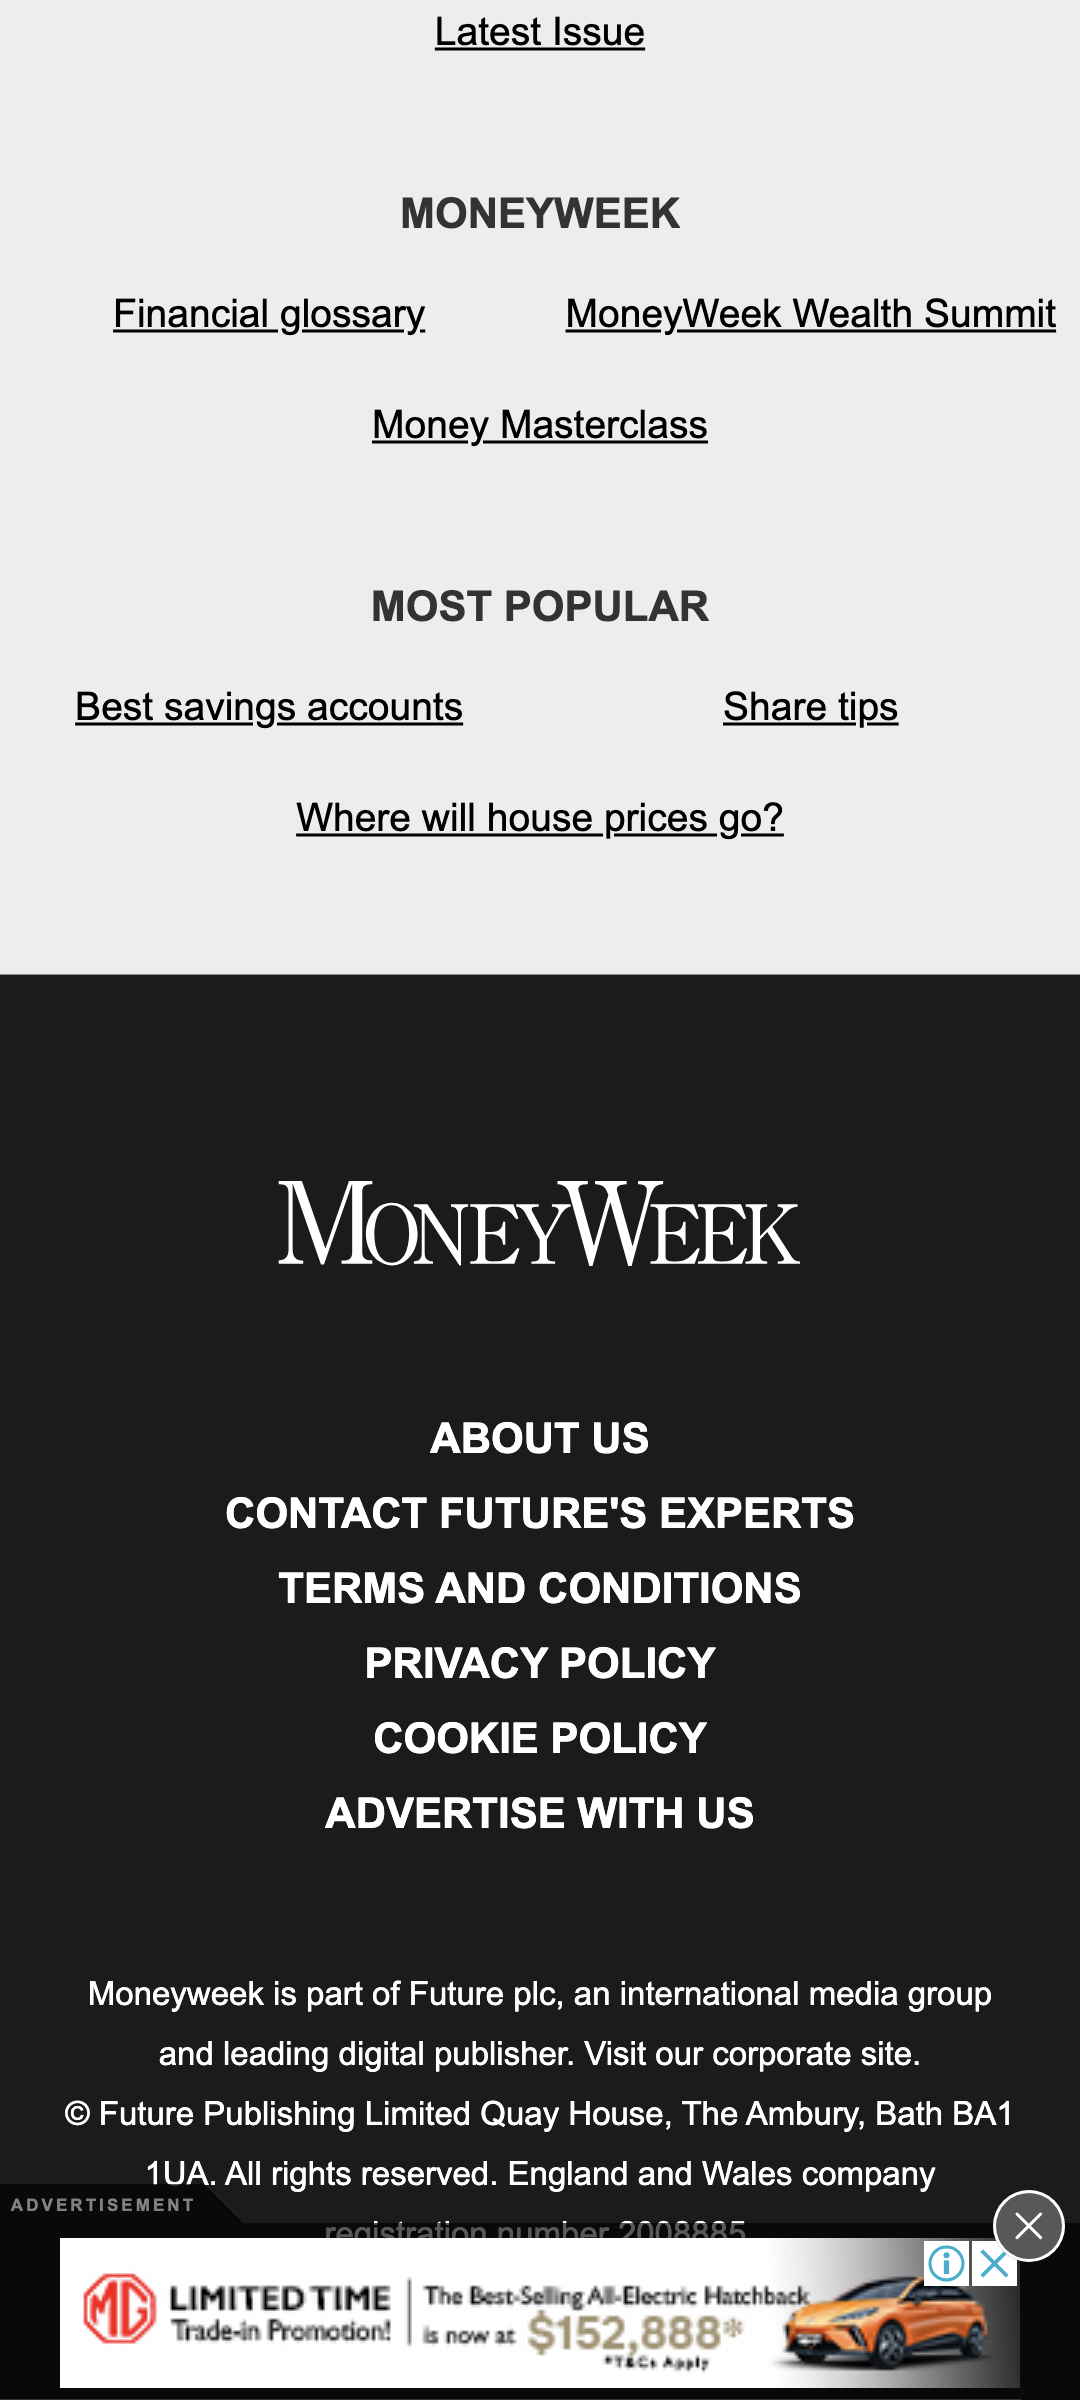 Latest Issue
MONEYWEEK
Financial glossary
MoneyWeek Wealth Summit
Money Masterclass
MOST POPULAR
Best savings accounts
Share tips
Where will house prices go?
MONEYWEEK
ABOUT US
CONTACT FUTURE'S EXPERTS
TERMS AND CONDITIONS
PRIVACY POLICY
COOKIE POLICY
ADVERTISE WITH US
Moneyweek is part of Future plc, an international media group
and leading digital publisher. Visit our corporate site.
© Future Publishing Limited Quay House, The Ambury, Bath BA1
1UA. All rights reserved. England and Wales company
registration number 2008885.
ADVERTISEMENT
MG
LIMITED TIME
Trade-in Promotion!
The Best-Selling All-Electric Hatchback
is now at $152,888*
*T&Cs Apply